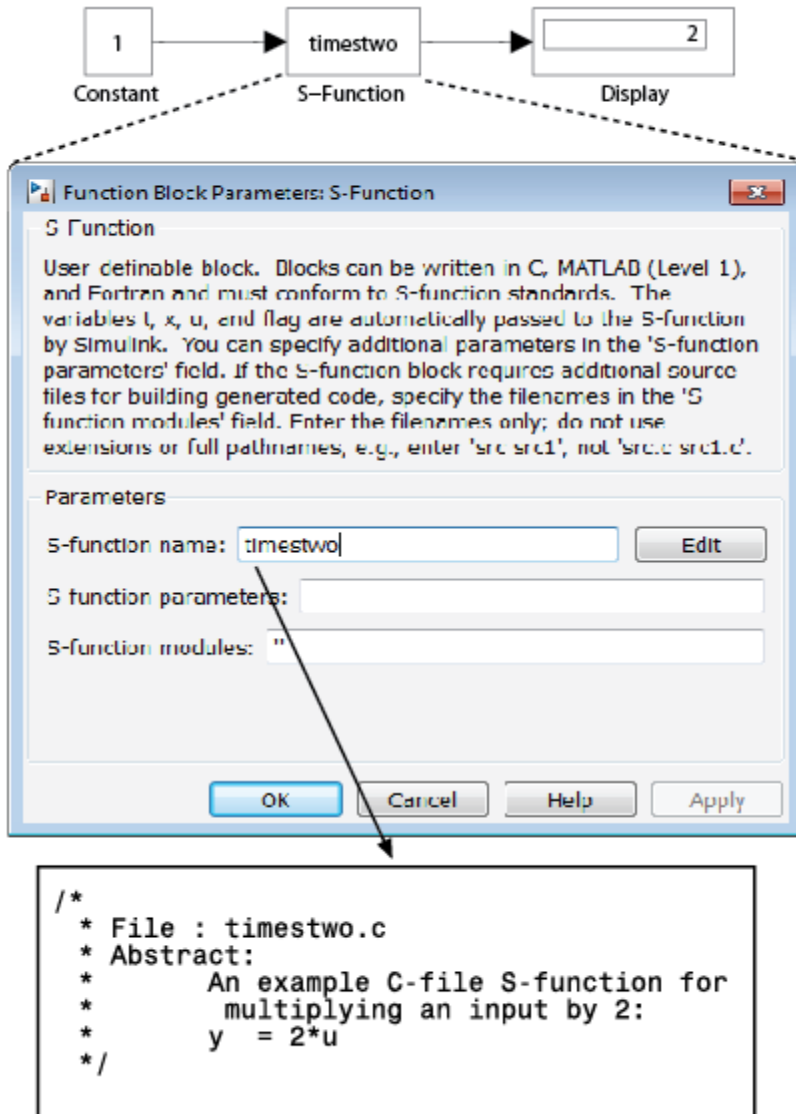 1
timestwo
2
Constant
S-Function
Display
Function Block Parameters: S-Function
S-Function
User definable block. Blocks can be written in C, MATLAB (Level 1),
and Fortran and must conform to S-function standards. The
variables t, x, u, and flag are automatically passed to the S-function
by Simulink. You can specify additional parameters in the 'S-function
parameters' field. If the S-function block requires additional source
files for building generated code, specify the filenames in the 'S
function modules' field. Enter the filenames only; do not use
extensions or full pathnames, e.g., enter 'src src1', not 'src.c src1.c'.
Parameters
S-function name: timestwo Edit
S-function parameters:
S-function modules: ''
OK Cancel Help Apply
/*
* File : timestwo.c
* Abstract:
* An example C-file S-function for
* multiplying an input by 2:
* y = 2*u
*/